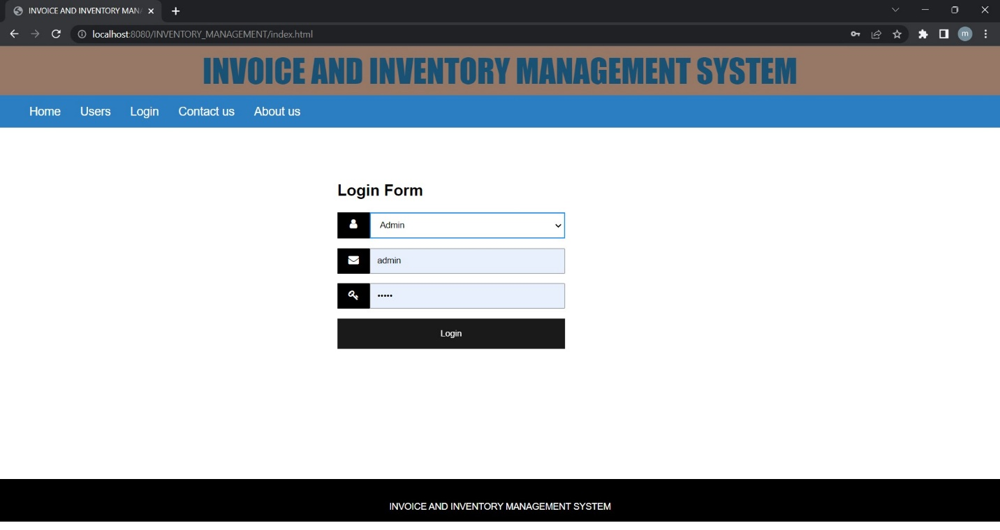 INVOICE AND INVENTORY MAN
localhost:8080/INVENTORY_MANAGEMENT/index.html
m
INVOICE AND INVENTORY MANAGEMENT SYSTEM
Home Users Login Contact us About us
Login Form
Admin
admin
•••••
Login
INVOICE AND INVENTORY MANAGEMENT SYSTEM